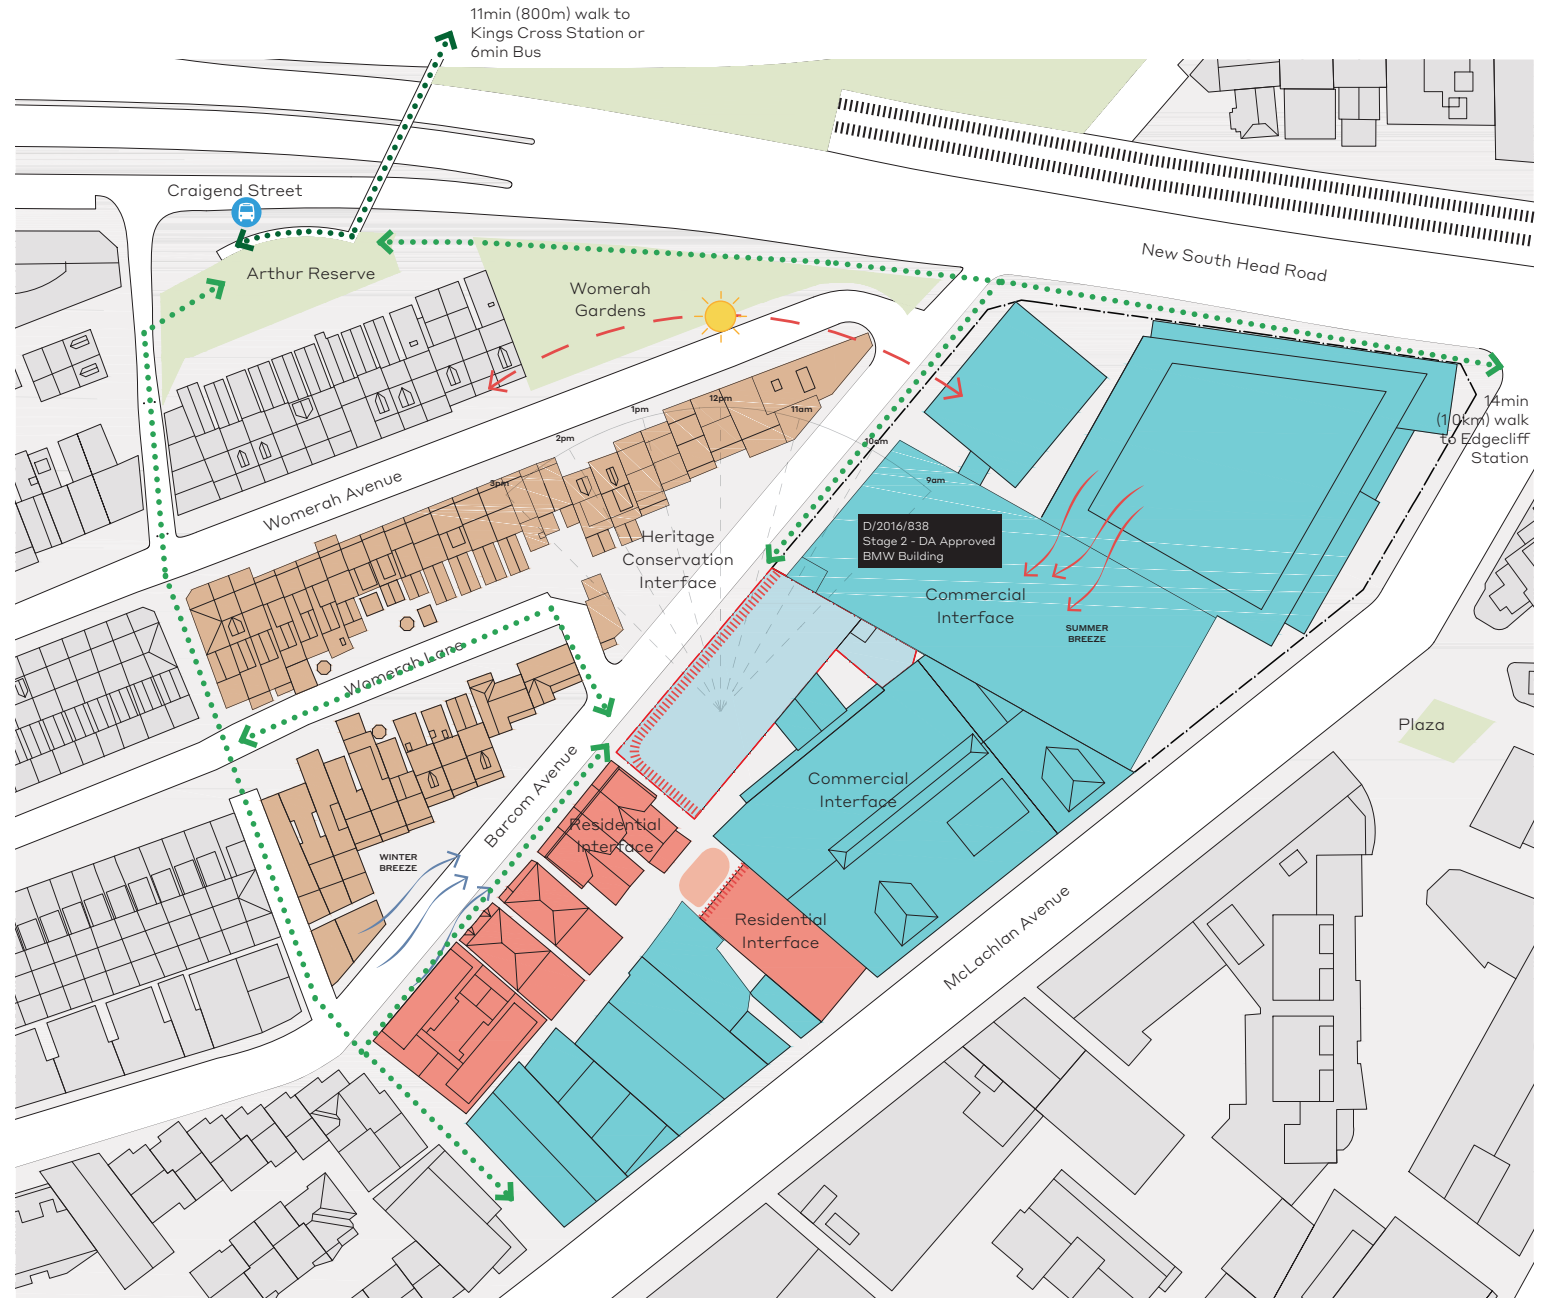 11min (800m) walk to
Kings Cross Station or
6min Bus
Craigend Street
Arthur Reserve
New South Head Road
Womerah
Gardens
12pm
1pm
11am
2pm
10am
3pm
9am
14min
(1.0km) walk
to Edgecliff
Station
Womerah Avenue
Heritage
Conservation
Interface
D/2016/838
Stage 2 - DA Approved
BMW Building
Commercial
Interface
SUMMER
BREEZE
Womerah Lane
Plaza
Barcom Avenue
Commercial
Interface
Residential
Interface
WINTER
BREEZE
Residential
Interface
McLachlan Avenue